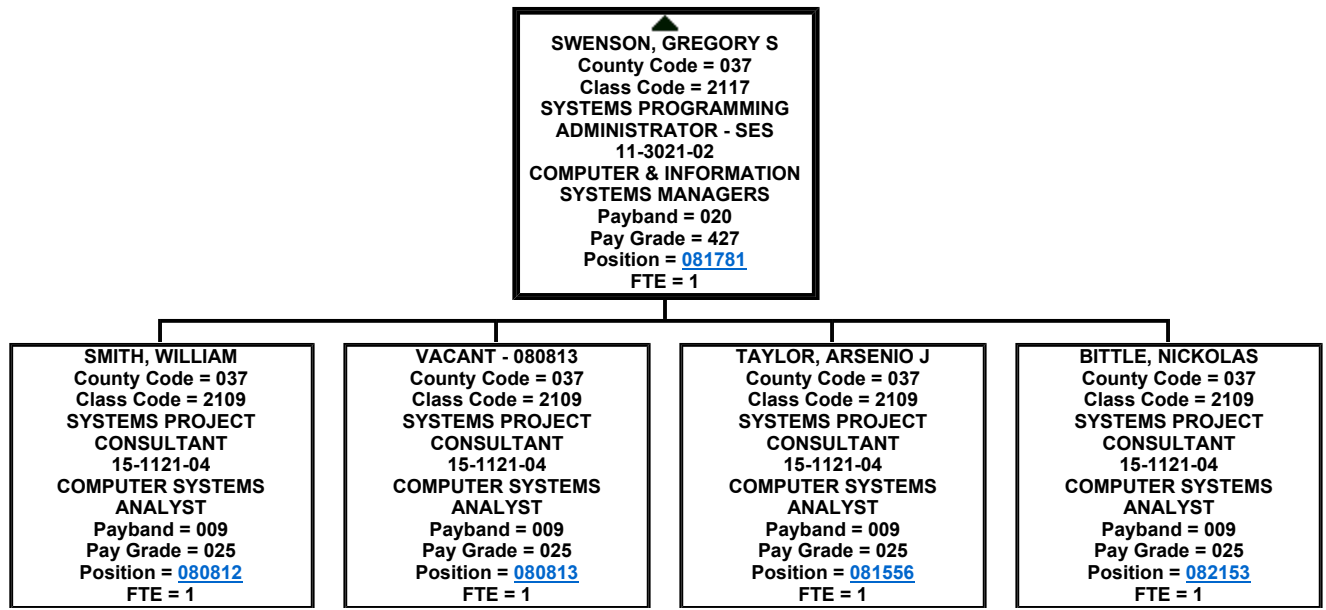 SWENSON, GREGORY S
County Code = 037
Class Code = 2117
SYSTEMS PROGRAMMING
ADMINISTRATOR - SES
11-3021-02
COMPUTER & INFORMATION
SYSTEMS MANAGERS
Payband = 020
Pay Grade = 427
Position = 081781
FTE = 1
SMITH, WILLIAM
County Code = 037
Class Code = 2109
SYSTEMS PROJECT
CONSULTANT
15-1121-04
COMPUTER SYSTEMS
ANALYST
Payband = 009
Pay Grade = 025
Position = 080812
FTE = 1
VACANT - 080813
County Code = 037
Class Code = 2109
SYSTEMS PROJECT
CONSULTANT
15-1121-04
COMPUTER SYSTEMS
ANALYST
Payband = 009
Pay Grade = 025
Position = 080813
FTE = 1
TAYLOR, ARSENIO J
County Code = 037
Class Code = 2109
SYSTEMS PROJECT
CONSULTANT
15-1121-04
COMPUTER SYSTEMS
ANALYST
Payband = 009
Pay Grade = 025
Position = 081556
FTE = 1
BITTLE, NICKOLAS
County Code = 037
Class Code = 2109
SYSTEMS PROJECT
CONSULTANT
15-1121-04
COMPUTER SYSTEMS
ANALYST
Payband = 009
Pay Grade = 025
Position = 082153
FTE = 1